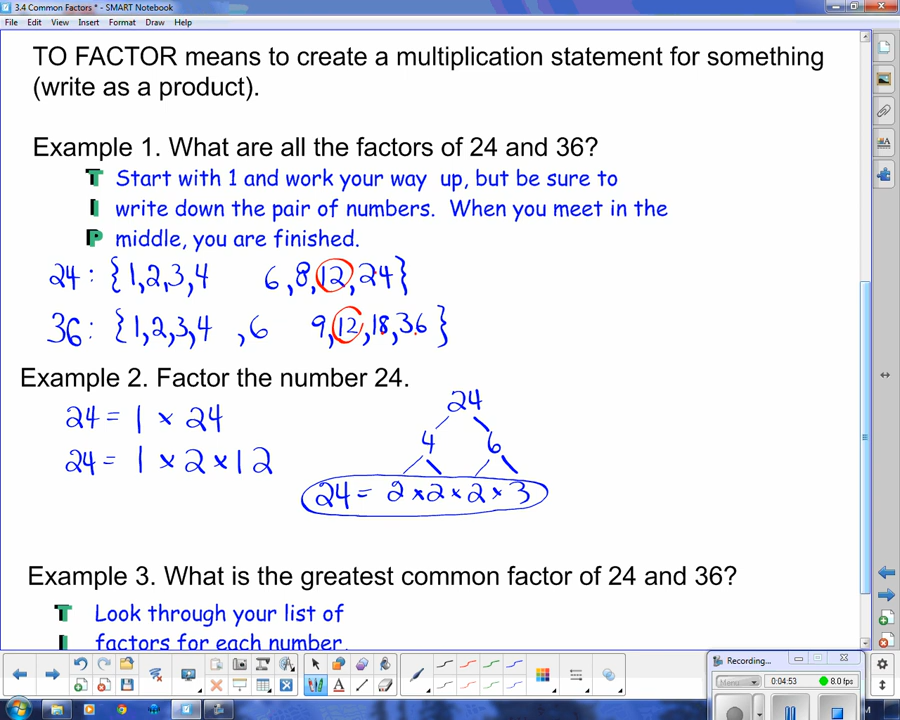 3.4 Common Factors * - SMART Notebook
File Edit View Insert Format Draw Help
TO FACTOR means to create a multiplication statement for something
(write as a product).
Example 1. What are all the factors of 24 and 36?
T Start with 1 and work your way up, but be sure to
I write down the pair of numbers. When you meet in the
P middle, you are finished.
24: {1,2,3,4 6,8,12,24}
36: {1,2,3,4 ,6 9,12,18,36}
Example 2. Factor the number 24.
24
24 = 1 × 24
4 6
24 = 1 × 2 × 12
24 = 2 × 2 × 2 × 3
Example 3. What is the greatest common factor of 24 and 36?
T Look through your list of
I factors for each number
Recording...
Menu 0:04:53 8.0 fps